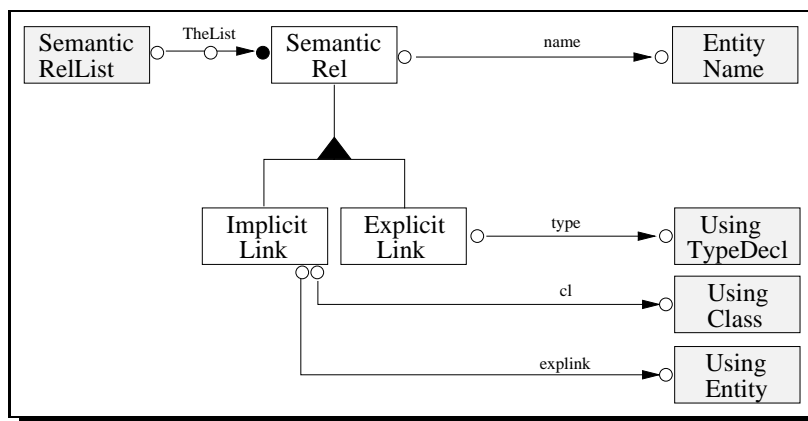 Semantic
RelList
TheList
Semantic
Rel
name
Entity
Name
Implicit
Link
Explicit
Link
type
Using
TypeDecl
cl
Using
Class
explink
Using
Entity